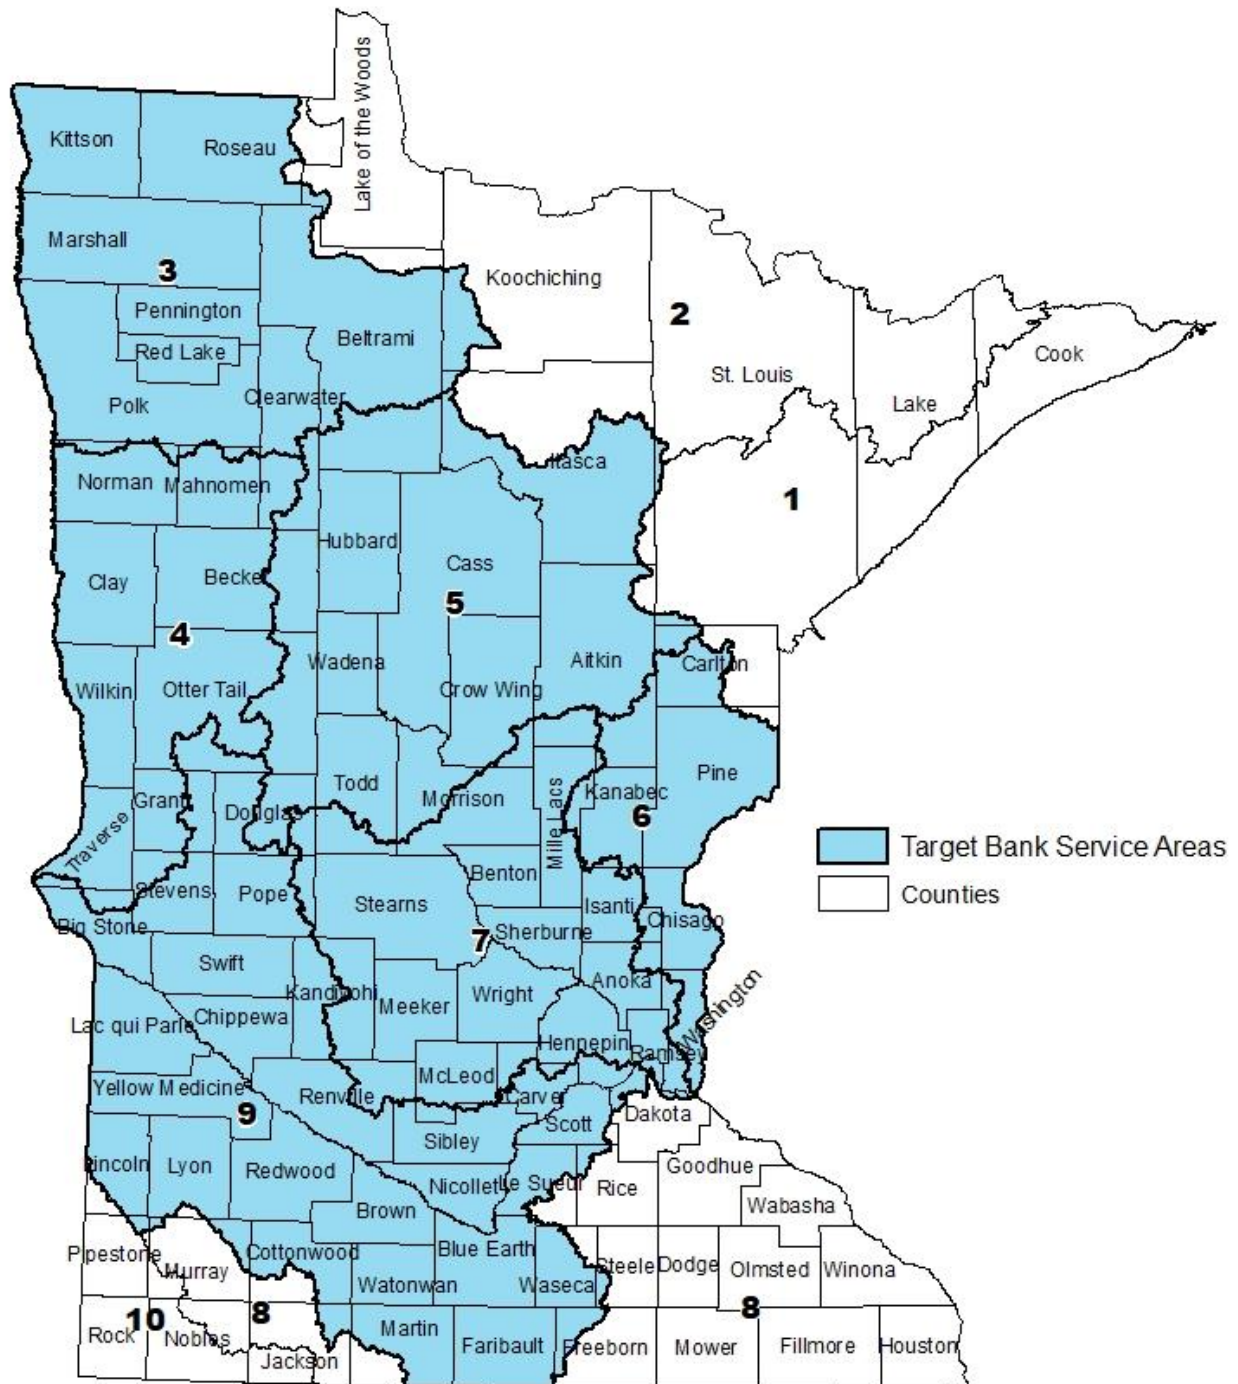 Lake of the Woods
Kittson
Roseau
Marshall
3
Koochiching
Pennington
2
Beltrami
Red Lake
Cook
St. Louis
Clearwater
Polk
Lake
Itasca
Norman
Mahnomen
1
Hubbard
Cass
Clay
Becke
5
4
Wadena
Aitkin
Carlton
Wilkin
Otter Tail
Crow Wing
Pine
Todd
Kanabec
Grant
Morrison
Douglas
Mille Lacs
6
Traverse
Target Bank Service Areas
Benton
Stevens
Pope
Counties
Stearns
Isanti
Chisago
Big Stone
Sherburne
7
Swift
Anoka
Kandiyohi
Wright
Meeker
Washington
Chippewa
Lac qui Parle
Hennepin
Ramsey
McLeod
Yellow Medicine
Renville
Carver
9
Dakota
Scott
Sibley
Lincoln
Lyon
Redwood
Goodhue
Nicollet
Le Sueur
Rice
Wabasha
Brown
Blue Earth
Pipestone
Cottonwood
Murray
Steele
Dodge
Olmsted
Winona
Watonwan
Waseca
10
8
8
Martin
Rock
Nobles
Faribault
Freeborn
Mower
Fillmore
Houston
Jackson